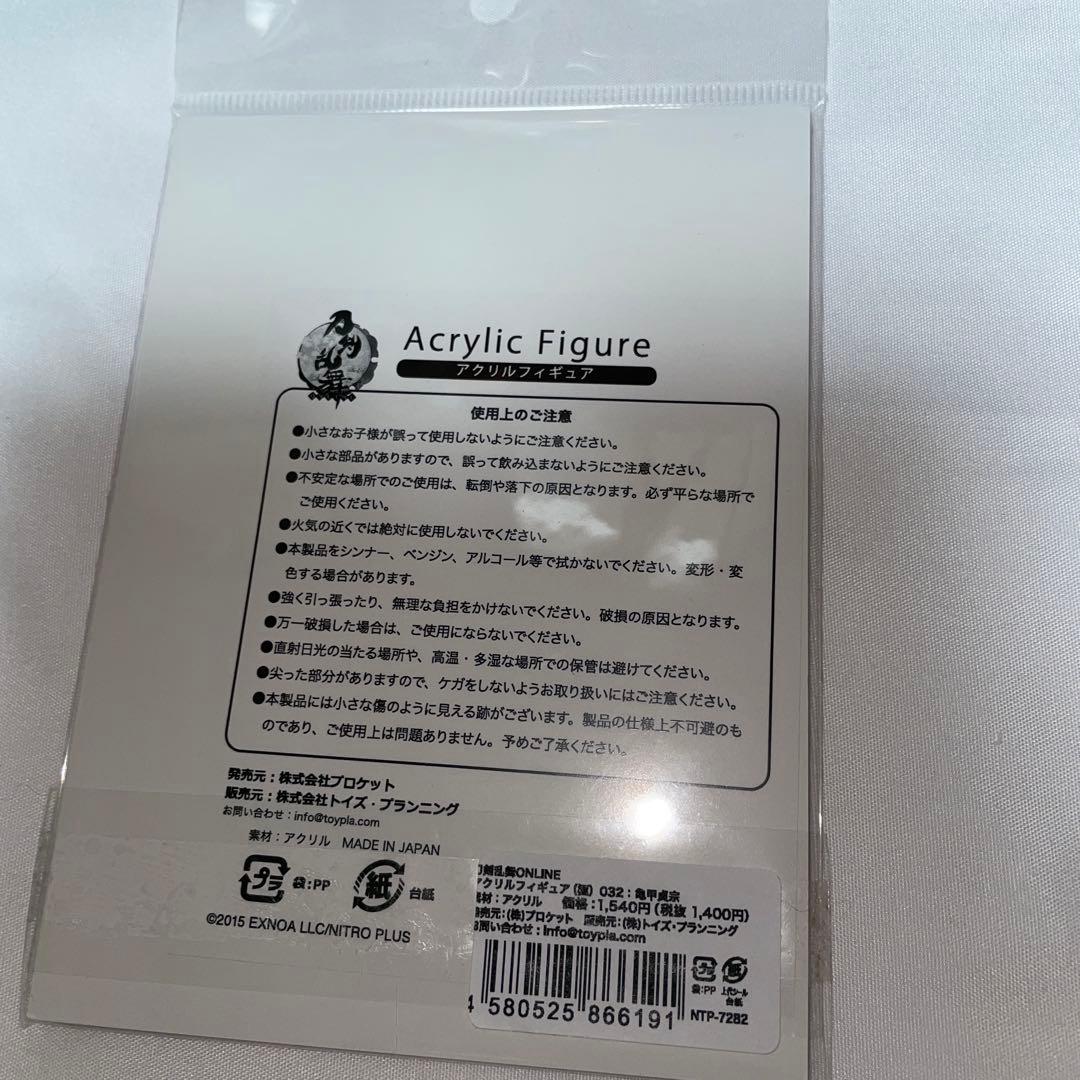 刀剣乱舞
Acrylic Figure
アクリルフィギュア
使用上のご注意
●小さなお子様が誤って使用しないようにご注意ください。
●小さな部品がありますので、誤って飲み込まないようにご注意ください。
●不安定な場所でのご使用は、転倒や落下の原因となります。必ず平らな場所で
ご使用ください。
●火気の近くでは絶対に使用しないでください。
●本製品をシンナー、ベンジン、アルコール等で拭かないでください。変形・変
色する場合があります。
●強く引っ張ったり、無理な負担をかけないでください。破損の原因となります。
●万一破損した場合は、ご使用にならないでください。
●直射日光の当たる場所や、高温・多湿な場所での保管は避けてください。
●尖った部分がありますので、ケガをしないようお取り扱いにはご注意ください。
●本製品には小さな傷のように見える跡がございます。製品の仕様上不可避のも
のであり、ご使用上は問題ありません。予めご了承ください。
発売元：株式会社ブロケット
販売元：株式会社トイズ・プランニング
お問い合わせ：info@toypla.com
素材：アクリル MADE IN JAPAN
プラ 袋:PP 紙 台紙
©2015 EXNOA LLC/NITRO PLUS
刀剣乱舞ONLINE
アクリルフィギュア(弾) 032：亀甲貞宗
素材：アクリル 価格：1,540円(税抜 1,400円)
発売元：(株)ブロケット 販売元：(株)トイズ・プランニング
お問い合わせ：info@toypla.com
プラ 紙
袋:PP 上代シール
台紙
4 580525 866191 NTP-7282